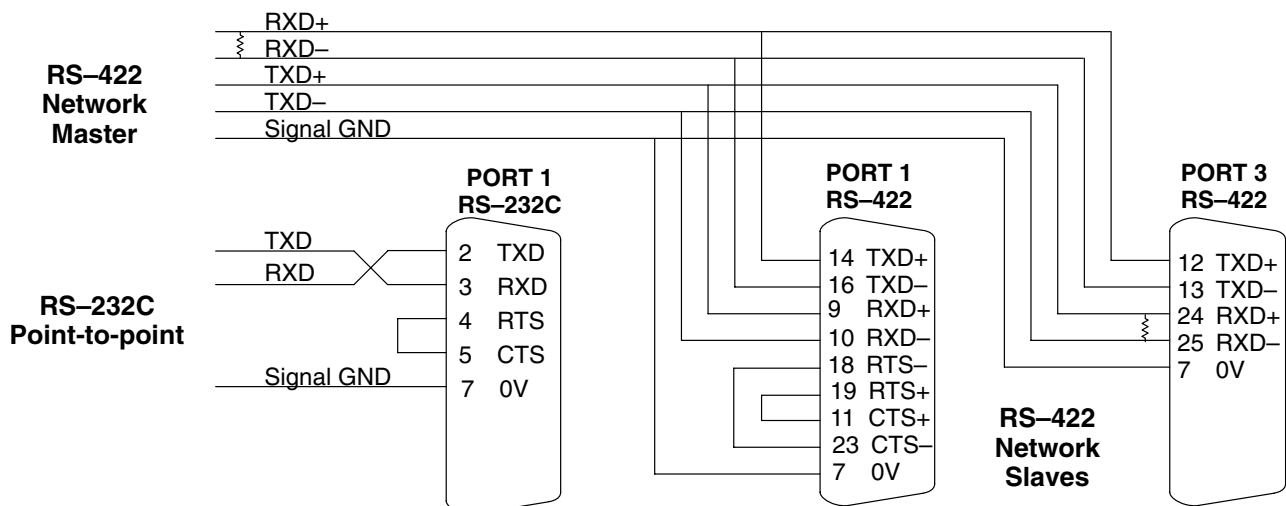 RXD+
RXD–
TXD+
TXD–
Signal GND
RS–422
Network
Master
PORT 1
RS–232C
TXD
RXD
Signal GND
RS–232C
Point-to-point
2 TXD
3 RXD
4 RTS
5 CTS
7 0V
PORT 1
RS–422
14 TXD+
16 TXD–
9 RXD+
10 RXD–
18 RTS–
19 RTS+
11 CTS+
23 CTS–
7 0V
RS–422
Network
Slaves
PORT 3
RS–422
12 TXD+
13 TXD–
24 RXD+
25 RXD–
7 0V